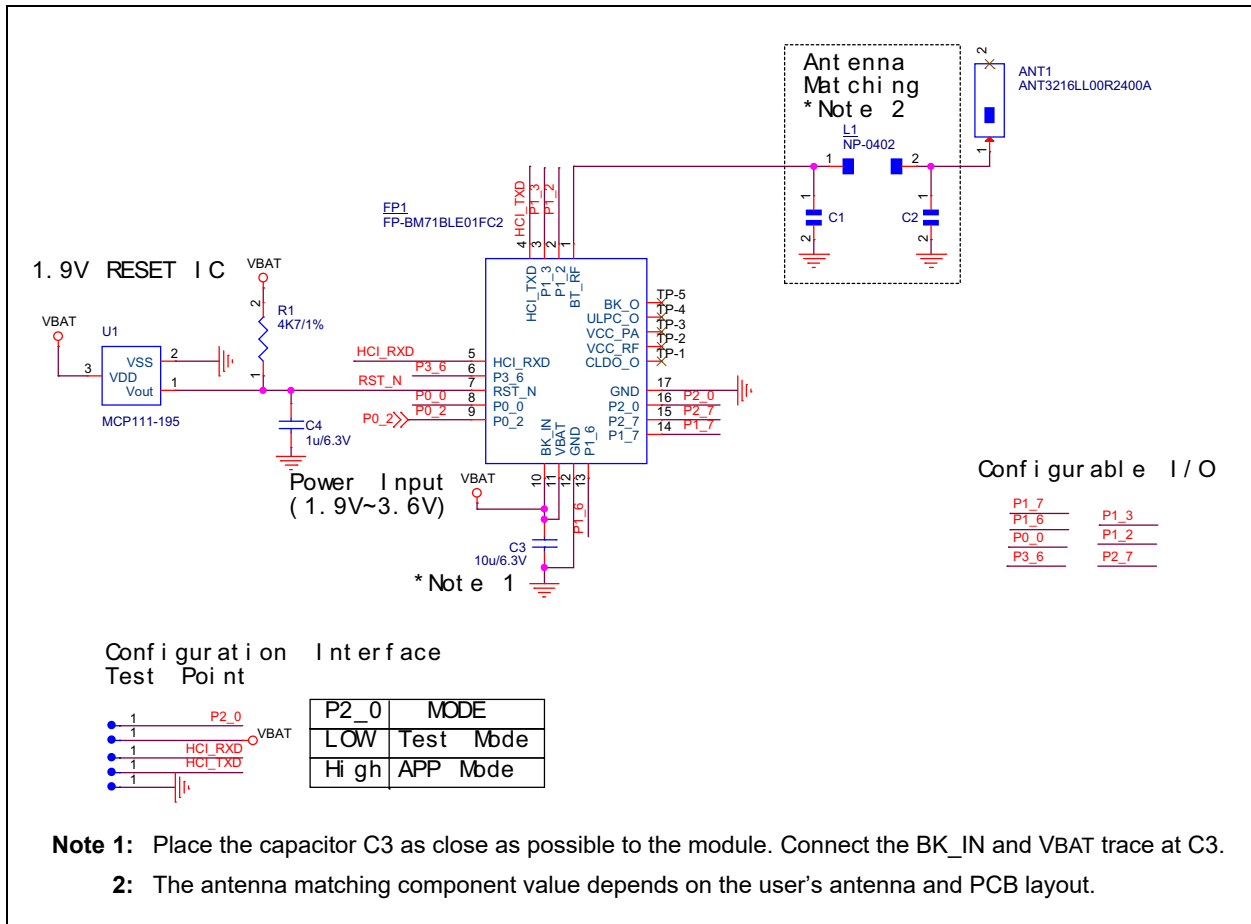 Antenna
Matching
*Note 2
L1
NP-0402
1
2
2
ANT1
ANT3216LL00R2400A
1
1
C1
2
1
C2
2
FP1
FP-BM71BLE01FC2
HCI_TXD
P1_3
P1_2
4
3
2
1
HCI_TXD
P1_3
P1_2
BT_RF
1.9V RESET IC
VBAT
2
R1
4K7/1%
1
VBAT
U1
3
VDD
VSS
2
Vout
1
MCP111-195
C4
1u/6.3V
HCI_RXD
5
HCI_RXD
P3_6
6
P3_6
RST_N
7
RST_N
P0_0
8
P0_0
P0_2
P0_2
9
P0_2
BK_O
TP-5
ULPC_O
TP-4
VCC_PA
TP-3
VCC_RF
TP-2
CLDO_O
TP-1
GND
17
P2_0
16
P2_0
P2_7
15
P2_7
P1_7
14
P1_7
BK_IN
VBAT
GND
P1_6
10
11
12
13
P1_6
Power Input
(1.9V~3.6V)
VBAT
C3
10u/6.3V
*Note 1
Configurable I/O
P1_7
P1_6
P0_0
P3_6
P1_3
P1_2
P2_7
Configuration Interface
Test Point
1
P2_0
1
VBAT
1
HCI_RXD
1
HCI_TXD
1
P2_0 MODE
LOW Test Mode
High APP Mode
Note 1: Place the capacitor C3 as close as possible to the module. Connect the BK_IN and VBAT trace at C3.
2: The antenna matching component value depends on the user’s antenna and PCB layout.